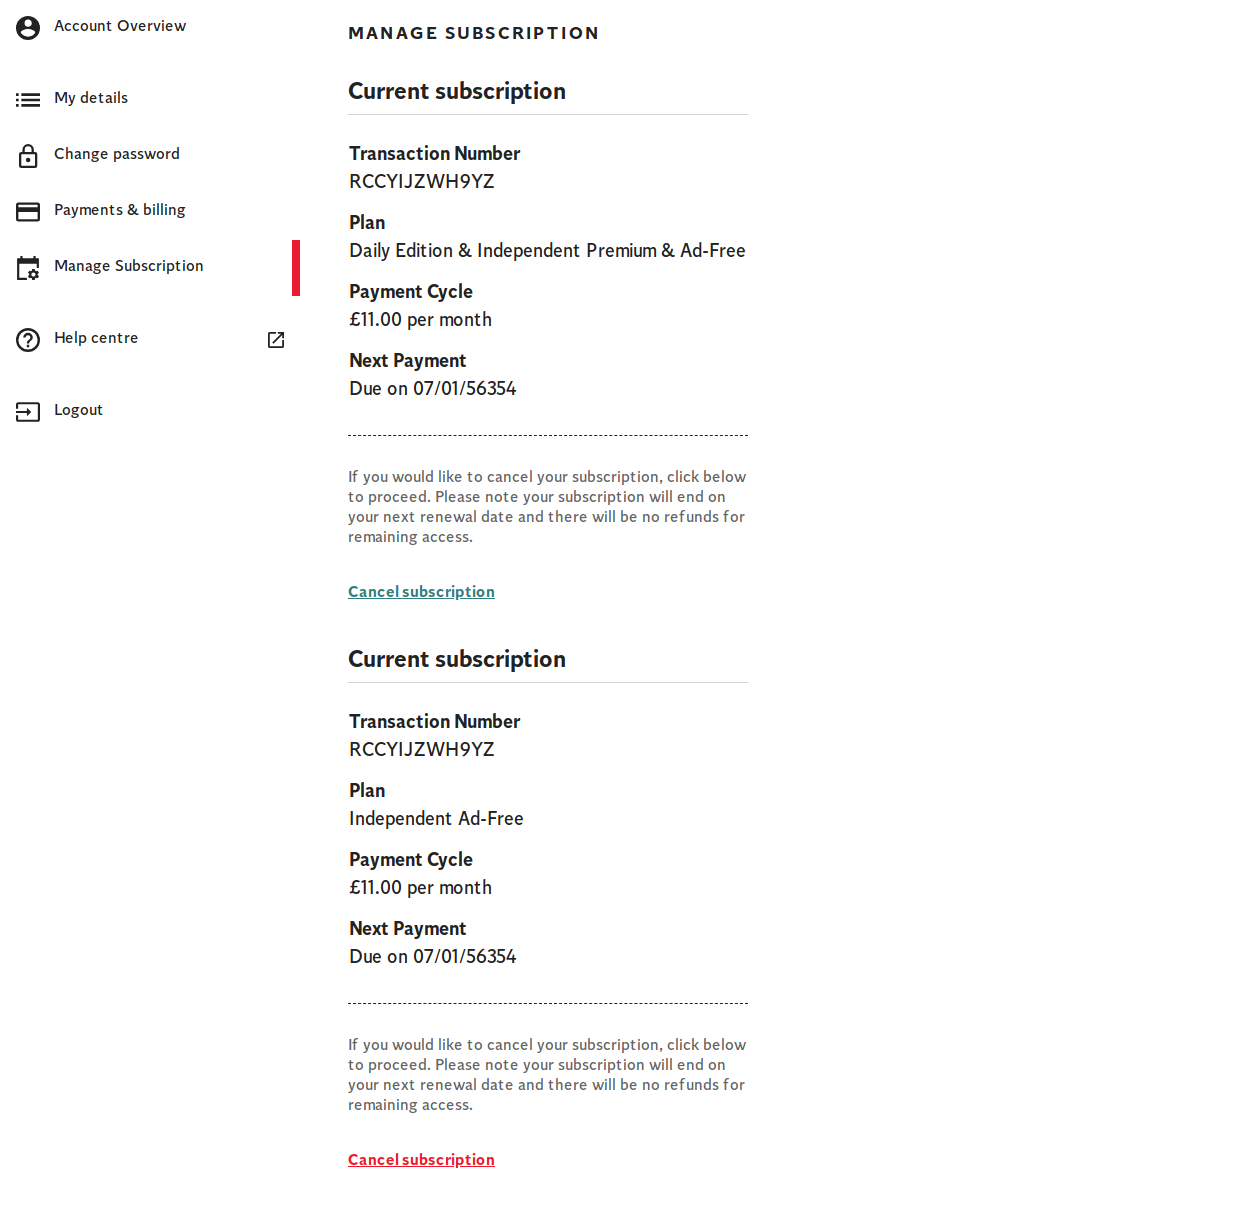 Account Overview
My details
Change password
Payments & billing
Manage Subscription
Help centre
Logout
MANAGE SUBSCRIPTION
Current subscription
Transaction Number
RCCYIJZWH9YZ
Plan
Daily Edition & Independent Premium & Ad-Free
Payment Cycle
£11.00 per month
Next Payment
Due on 07/01/56354
If you would like to cancel your subscription, click below
to proceed. Please note your subscription will end on
your next renewal date and there will be no refunds for
remaining access.
Cancel subscription
Current subscription
Transaction Number
RCCYIJZWH9YZ
Plan
Independent Ad-Free
Payment Cycle
£11.00 per month
Next Payment
Due on 07/01/56354
If you would like to cancel your subscription, click below
to proceed. Please note your subscription will end on
your next renewal date and there will be no refunds for
remaining access.
Cancel subscription